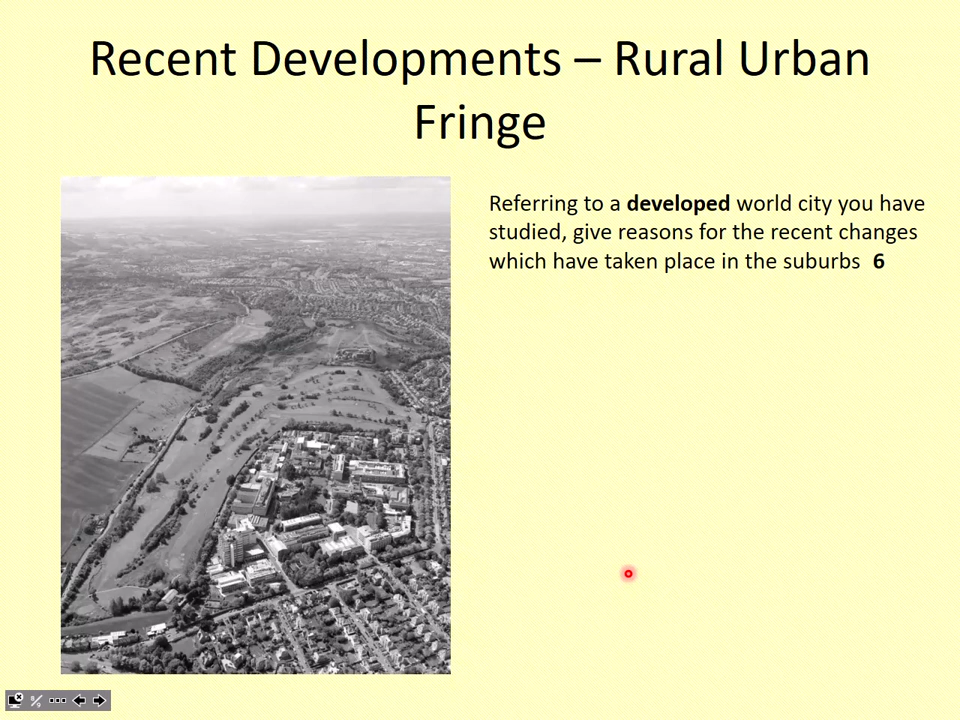 Recent Developments – Rural Urban
Fringe
Referring to a developed world city you have
studied, give reasons for the recent changes
which have taken place in the suburbs 6